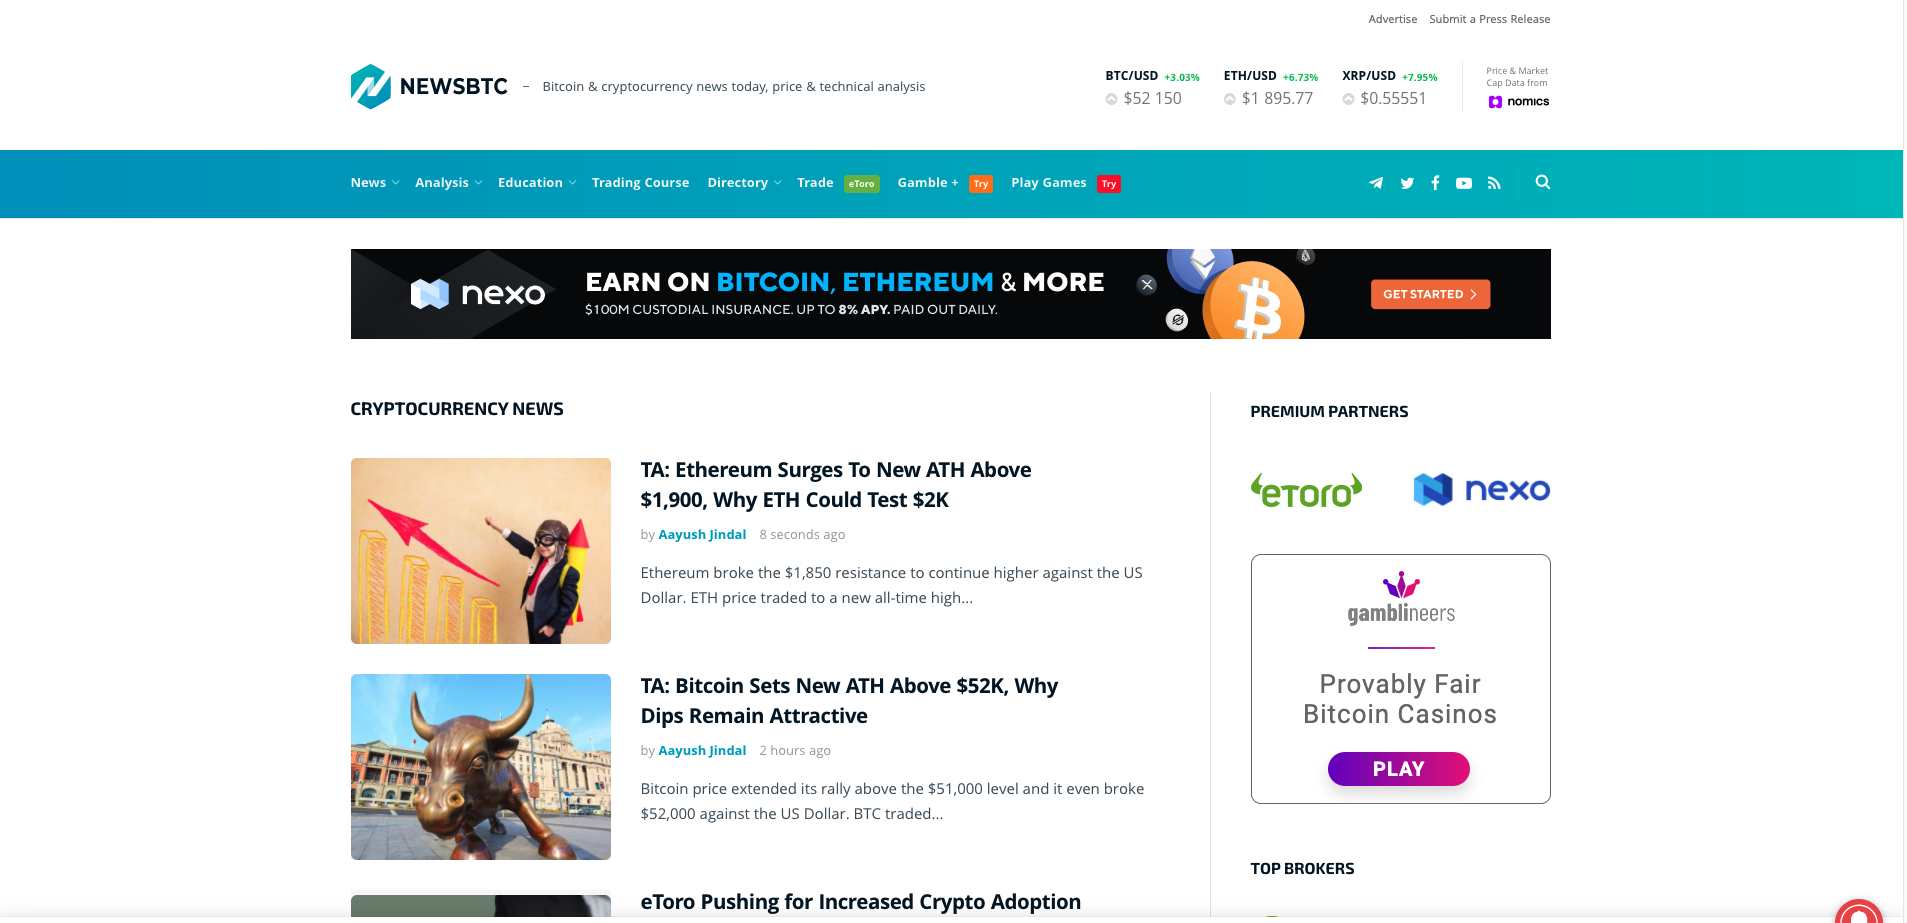 Advertise Submit a Press Release
NEWSBTC – Bitcoin & cryptocurrency news today, price & technical analysis
BTC/USD +3.03% ETH/USD +6.73% XRP/USD +7.95%
$52 150 $1 895.77 $0.55551
Price & Market
Cap Data from
nomics
News Analysis Education Trading Course Directory Trade eToro Gamble + Try Play Games Try
nexo
EARN ON BITCOIN, ETHEREUM & MORE
$100M CUSTODIAL INSURANCE. UP TO 8% APY. PAID OUT DAILY.
GET STARTED
CRYPTOCURRENCY NEWS
TA: Ethereum Surges To New ATH Above
$1,900, Why ETH Could Test $2K
by Aayush Jindal 8 seconds ago
Ethereum broke the $1,850 resistance to continue higher against the US
Dollar. ETH price traded to a new all-time high...
TA: Bitcoin Sets New ATH Above $52K, Why
Dips Remain Attractive
by Aayush Jindal 2 hours ago
Bitcoin price extended its rally above the $51,000 level and it even broke
$52,000 against the US Dollar. BTC traded...
eToro Pushing for Increased Crypto Adoption
PREMIUM PARTNERS
eToro nexo
gamblineers
Provably Fair
Bitcoin Casinos
PLAY
TOP BROKERS